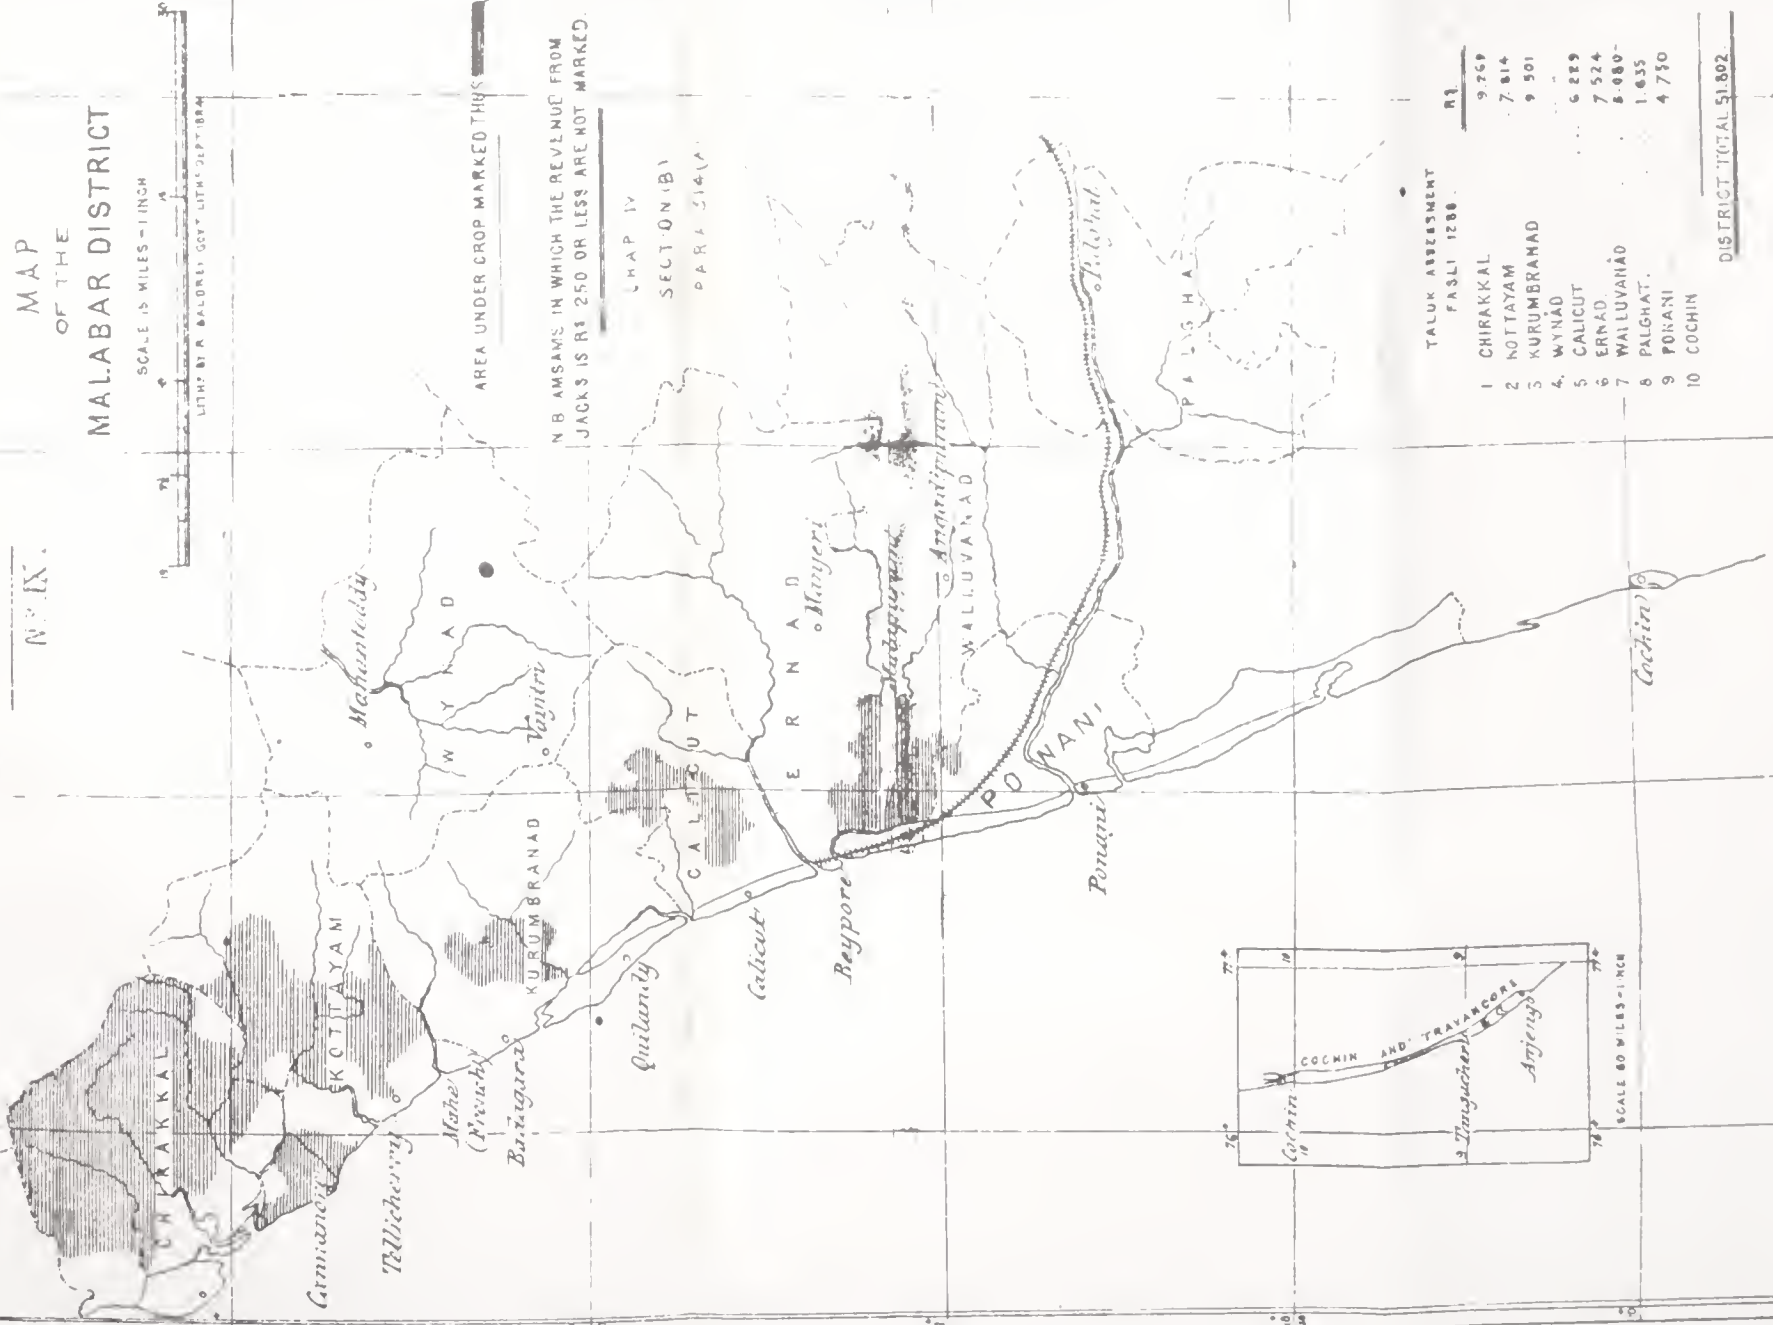 No. IX.
MAP
OF THE
MALABAR DISTRICT
SCALE 15 MILES = 1 INCH
AREA UNDER CROP MARKED THUS
N B AMSAMS IN WHICH THE REVENUE FROM
JACKS IS RS 250 OR LESS ARE NOT MARKED.
CHAP IV
SECTION (B)
PARA 314 (A)
CHIRAKKAL
KOTTAYAM
KURUMBRANAD
WYNAD
CALICUT
ERNAD
WALLUVANAD
PONANI
PALGHAT
Cannanore
Tellicherry
Mahe
(French)
Badagara
Quilandy
Calicut
Beypore
Ponani
Cochin
Manjeri
Angadipuram
Palghat
Vayitri
TALUK ASSESSMENT
FASLI 1288.
RS
1 CHIRAKKAL 9.769
2 KOTTAYAM 7.814
3 KURUMBRANAD 9 501
4. WYNAD
5 CALICUT 6 229
6 ERNAD. 7 524
7 WALLUVANAD
8 PALGHAT. 1.635
9 PONANI 4 730
10 COCHIN
DISTRICT TOTAL 51.802
Cochin
COCHIN AND TRAVANCORE
Anjengo
SCALE 60 MILES = 1 INCH